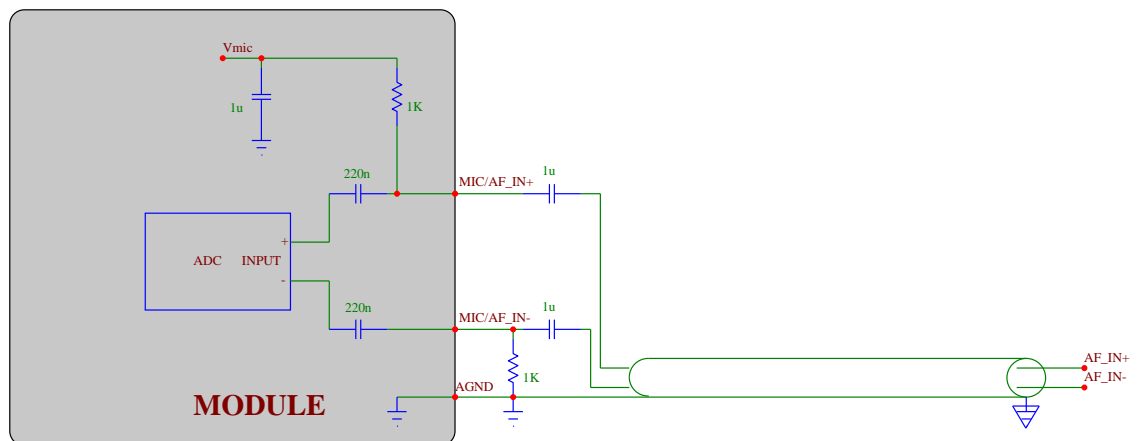 Vmic
1u
1K
220n
MIC/AF_IN+
1u
+
ADC INPUT
-
220n
MIC/AF_IN-
1u
1K
AGND
AF_IN+
AF_IN-
MODULE